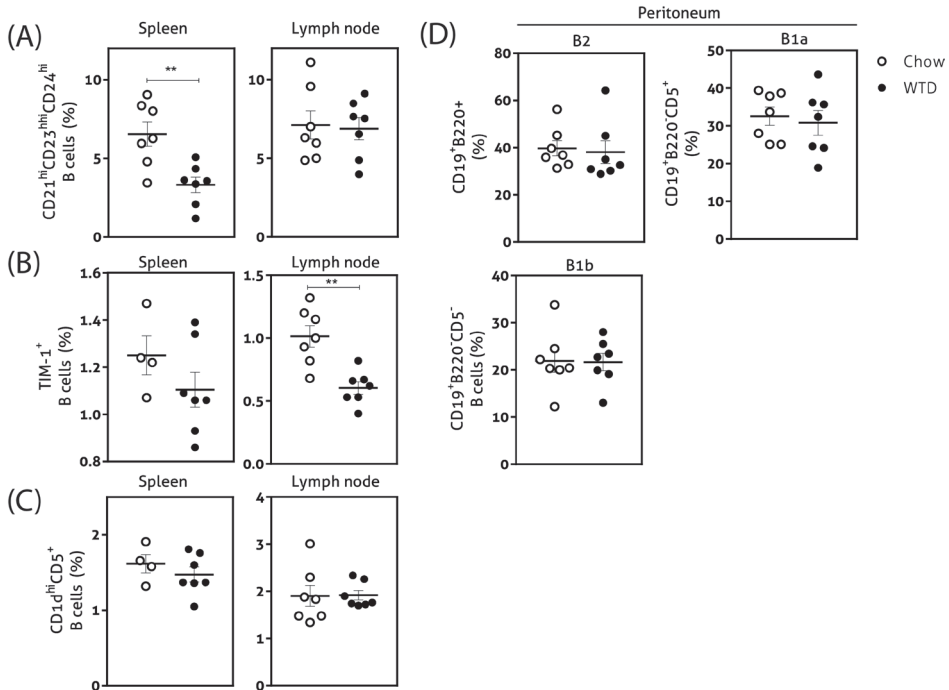 (A)
Spleen
Lymph node
CD21hiCD23hhiCD24hi
B cells (%)
10
5
0
**
10
5
0
(B)
Spleen
Lymph node
TIM-1+
B cells (%)
1.6
1.4
1.2
1.0
0.8
1.5
1.0
0.5
0.0
**
(C)
Spleen
Lymph node
CD1dhiCD5+
B cells (%)
2
1
0
4
3
2
1
0
(D)
Peritoneum
B2
B1a
CD19+B220+
(%)
80
60
40
20
0
CD19+B220-CD5+
(%)
50
40
30
20
10
0
Chow
WTD
B1b
CD19+B220-CD5-
B cells (%)
40
30
20
10
0